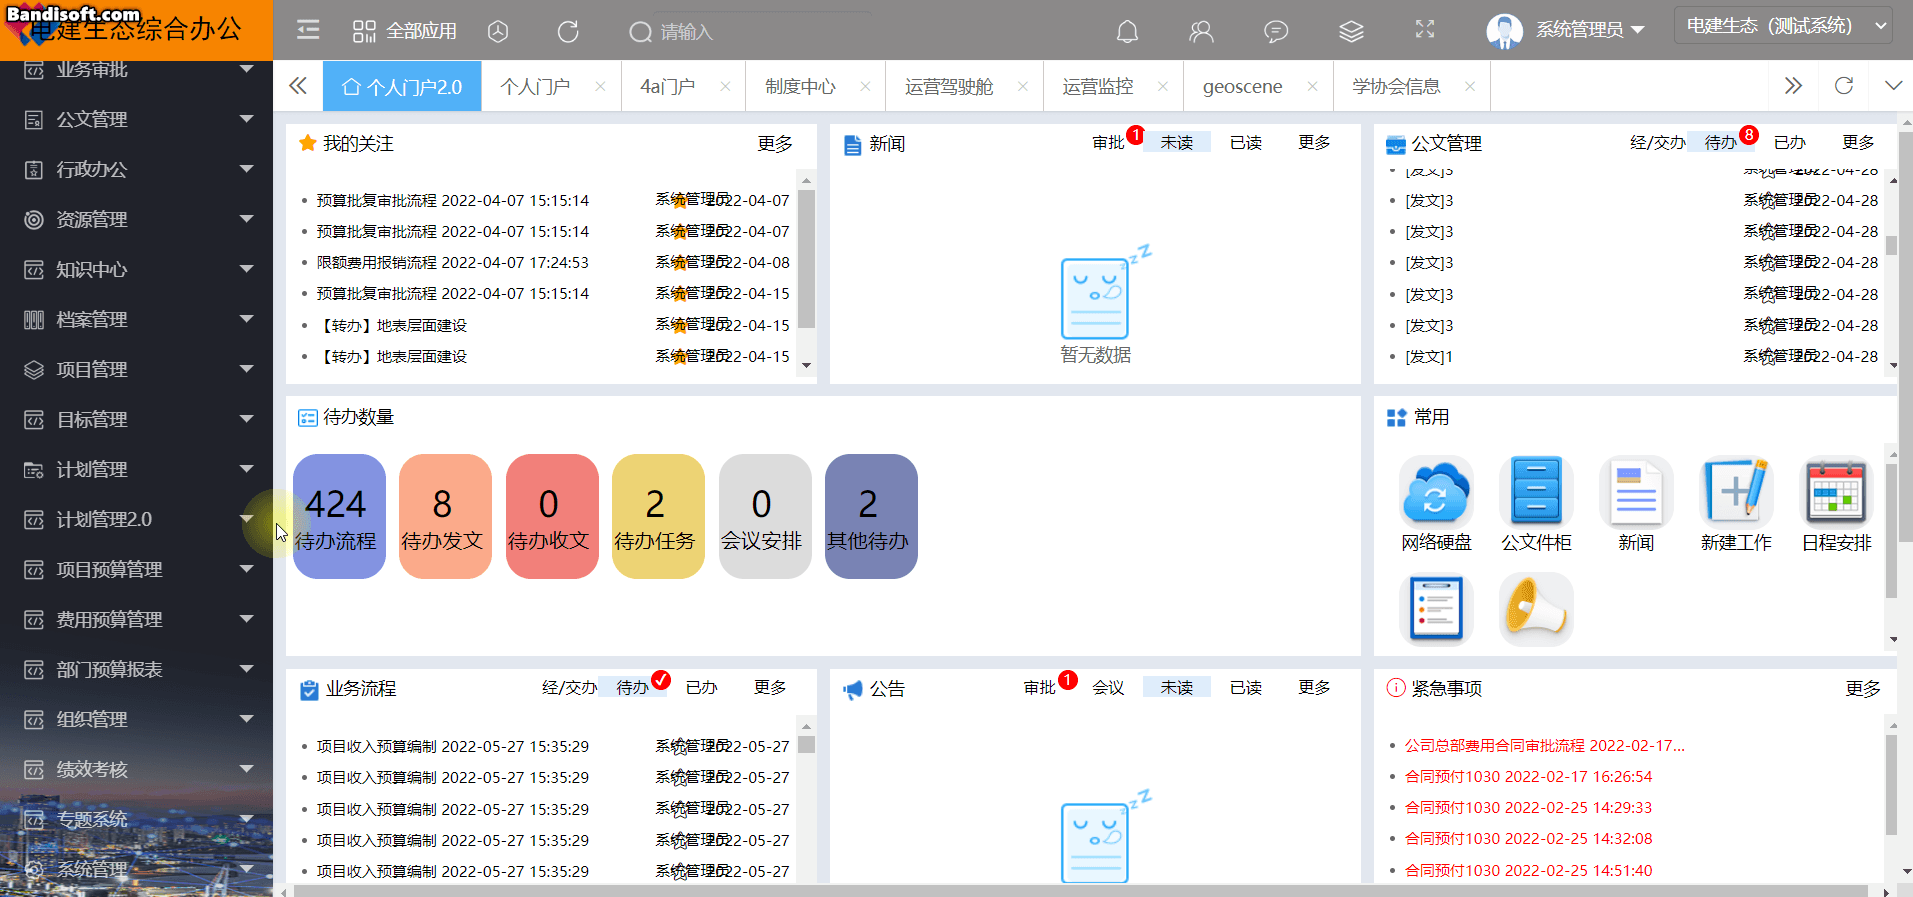 Bandisoft.com
电建生态综合办公
全部应用
请输入
系统管理员
电建生态（测试系统）
个人门户2.0
个人门户
4a门户
制度中心
运营驾驶舱
运营监控
geoscene
学协会信息
业务审批
公文管理
行政办公
资源管理
知识中心
档案管理
项目管理
目标管理
计划管理
计划管理2.0
项目预算管理
费用预算管理
部门预算报表
组织管理
绩效考核
专题系统
系统管理
我的关注 更多
预算批复审批流程 2022-04-07 15:15:14 系统管理员 2022-04-07
预算批复审批流程 2022-04-07 15:15:14 系统管理员 2022-04-07
限额费用报销流程 2022-04-07 17:24:53 系统管理员 2022-04-08
预算批复审批流程 2022-04-07 15:15:14 系统管理员 2022-04-15
【转办】地表层面建设 系统管理员 2022-04-15
【转办】地表层面建设 系统管理员 2022-04-15
新闻 审批 1 未读 已读 更多
暂无数据
公文管理 经/交办 待办 8 已办 更多
[发文]3 系统管理员 2022-04-28
[发文]3 系统管理员 2022-04-28
[发文]3 系统管理员 2022-04-28
[发文]3 系统管理员 2022-04-28
[发文]3 系统管理员 2022-04-28
[发文]3 系统管理员 2022-04-28
[发文]1 系统管理员 2022-04-28
待办数量
424
待办流程
8
待办发文
0
待办收文
2
待办任务
0
会议安排
2
其他待办
常用
网络硬盘
公文件柜
新闻
新建工作
日程安排
业务流程 经/交办 待办 已办 更多
项目收入预算编制 2022-05-27 15:35:29 系统管理员 2022-05-27
项目收入预算编制 2022-05-27 15:35:29 系统管理员 2022-05-27
项目收入预算编制 2022-05-27 15:35:29 系统管理员 2022-05-27
项目收入预算编制 2022-05-27 15:35:29 系统管理员 2022-05-27
项目收入预算编制 2022-05-27 15:35:29 系统管理员 2022-05-27
公告 审批 1 会议 未读 已读 更多
紧急事项 更多
公司总部费用合同审批流程 2022-02-17...
合同预付1030 2022-02-17 16:26:54
合同预付1030 2022-02-25 14:29:33
合同预付1030 2022-02-25 14:32:08
合同预付1030 2022-02-25 14:51:40